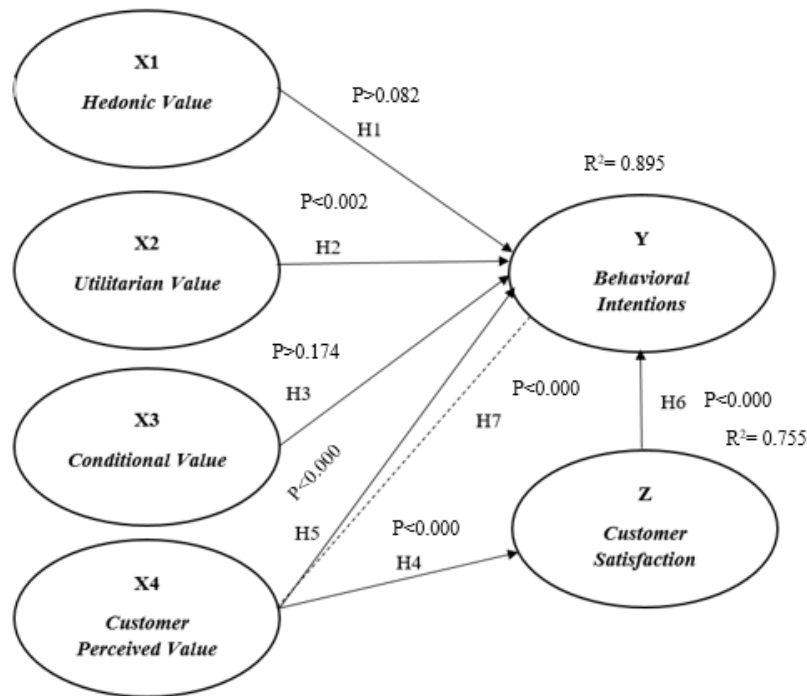 X1
Hedonic Value
P>0.082
H1
R²= 0.895
P<0.002
X2
Utilitarian Value
H2
Y
Behavioral
Intentions
P>0.174
H3
X3
Conditional Value
P<0.000
H7
H6
P<0.000
R²= 0.755
P<0.000
H5
P<0.000
H4
Z
Customer
Satisfaction
X4
Customer
Perceived Value